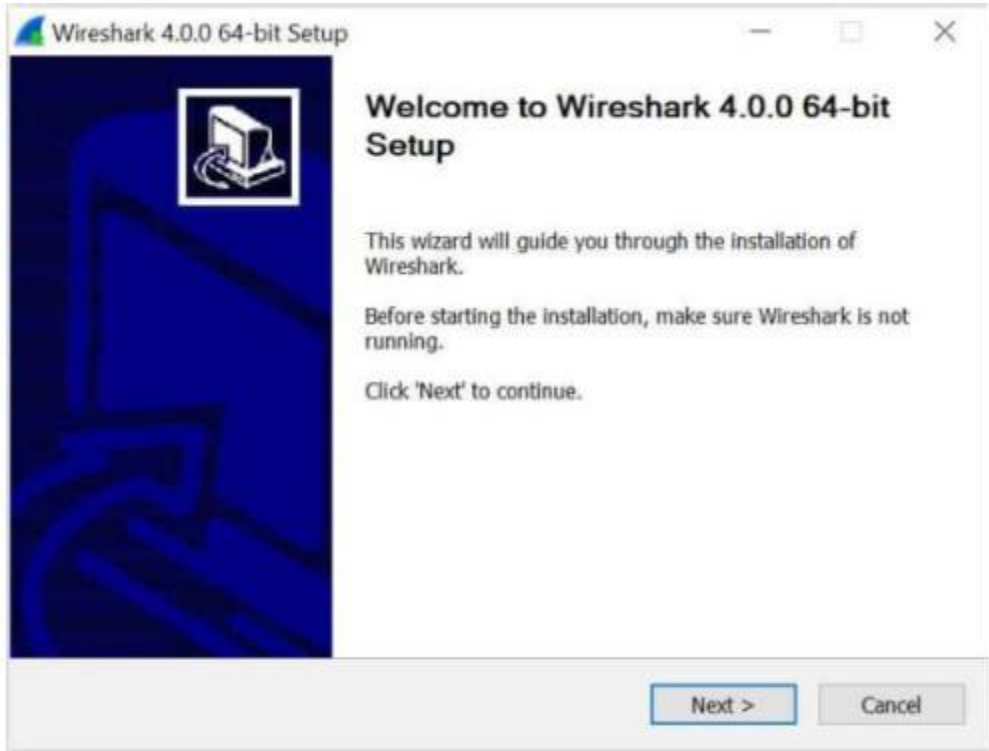 Wireshark 4.0.0 64-bit Setup
Welcome to Wireshark 4.0.0 64-bit
Setup
This wizard will guide you through the installation of
Wireshark.
Before starting the installation, make sure Wireshark is not
running.
Click 'Next' to continue.
Next >
Cancel